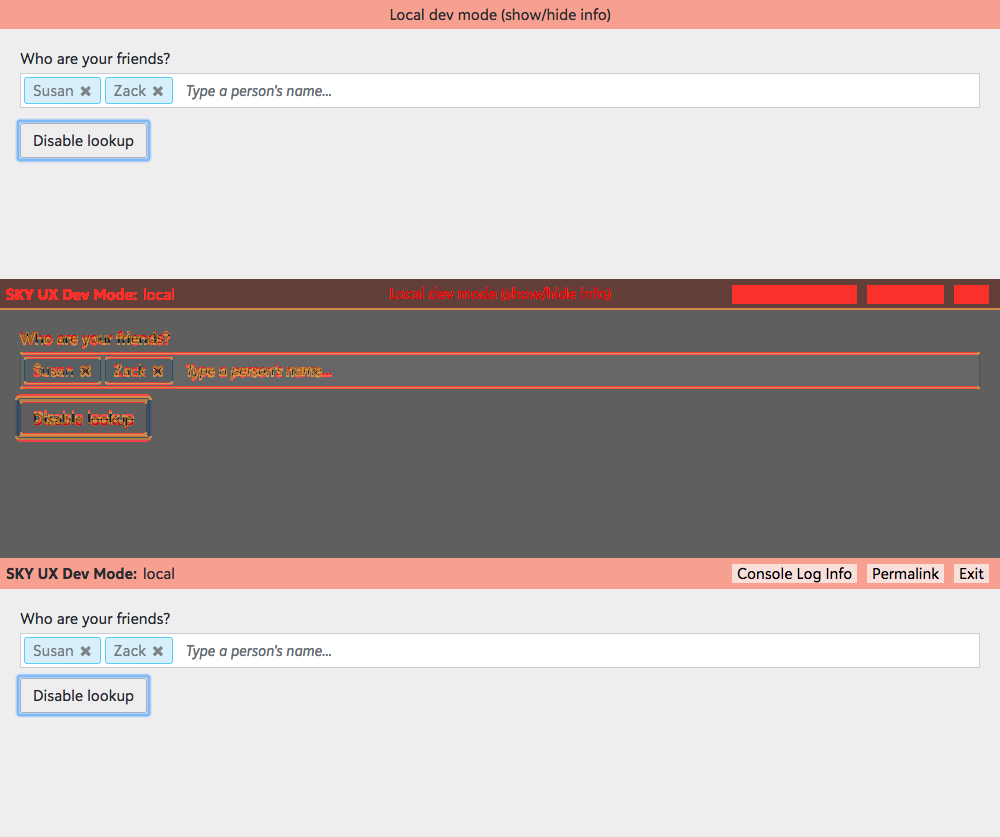 Local dev mode (show/hide info)
Who are your friends?
Susan ✖ Zack ✖ Type a person's name...
Disable lookup
SKY UX Dev Mode: local Local dev mode (show/hide info)
Who are your friends?
Susan ✖ Zack ✖ Type a person's name...
Disable lookup
SKY UX Dev Mode: local Console Log Info Permalink Exit
Who are your friends?
Susan ✖ Zack ✖ Type a person's name...
Disable lookup